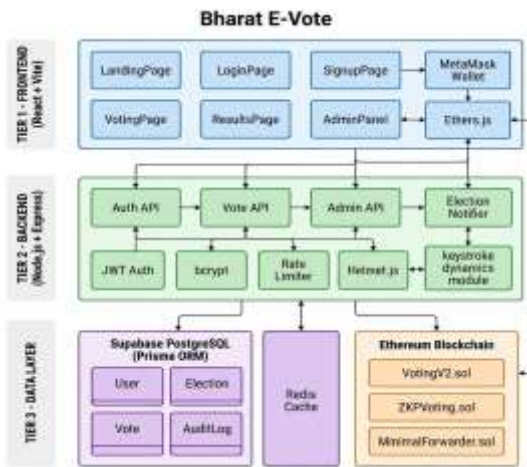 Bharat E-Vote
TIER 1 - FRONTEND
(React + Vite)
LandingPage
LoginPage
SignupPage
MetaMask
Wallet
VotingPage
ResultsPage
AdminPanel
Ethers.js
TIER 2 - BACKEND
(Node.js + Express)
Auth API
Vote API
Admin API
Election
Notifier
JWT Auth
bcrypt
Rate
Limiter
Helmet.js
keystroke
dynamics
module
TIER 3 - DATA LAYER
Supabase PostgreSQL
(Prisma ORM)
User
Election
Vote
AuditLog
Redis
Cache
Ethereum Blockchain
VotingV2.sol
ZKPVoting.sol
MinimalForwarder.sol